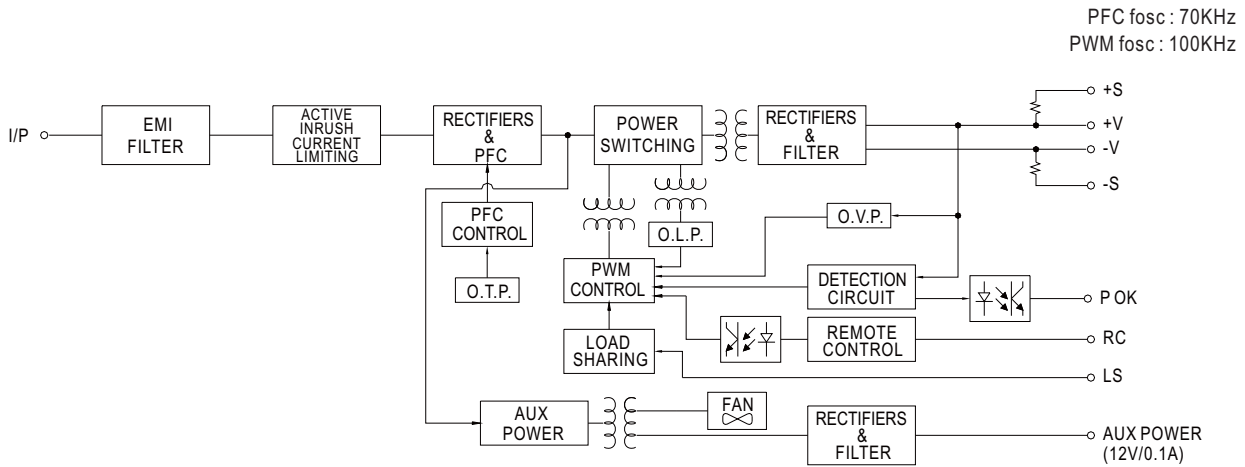 PFC fosc : 70KHz
PWM fosc : 100KHz
I/P
EMI
FILTER
ACTIVE
INRUSH
CURRENT
LIMITING
RECTIFIERS
&
PFC
POWER
SWITCHING
RECTIFIERS
&
FILTER
+S
+V
-V
-S
PFC
CONTROL
O.L.P.
O.V.P.
O.T.P.
PWM
CONTROL
DETECTION
CIRCUIT
P OK
LOAD
SHARING
REMOTE
CONTROL
RC
LS
AUX
POWER
FAN
RECTIFIERS
&
FILTER
AUX POWER
(12V/0.1A)